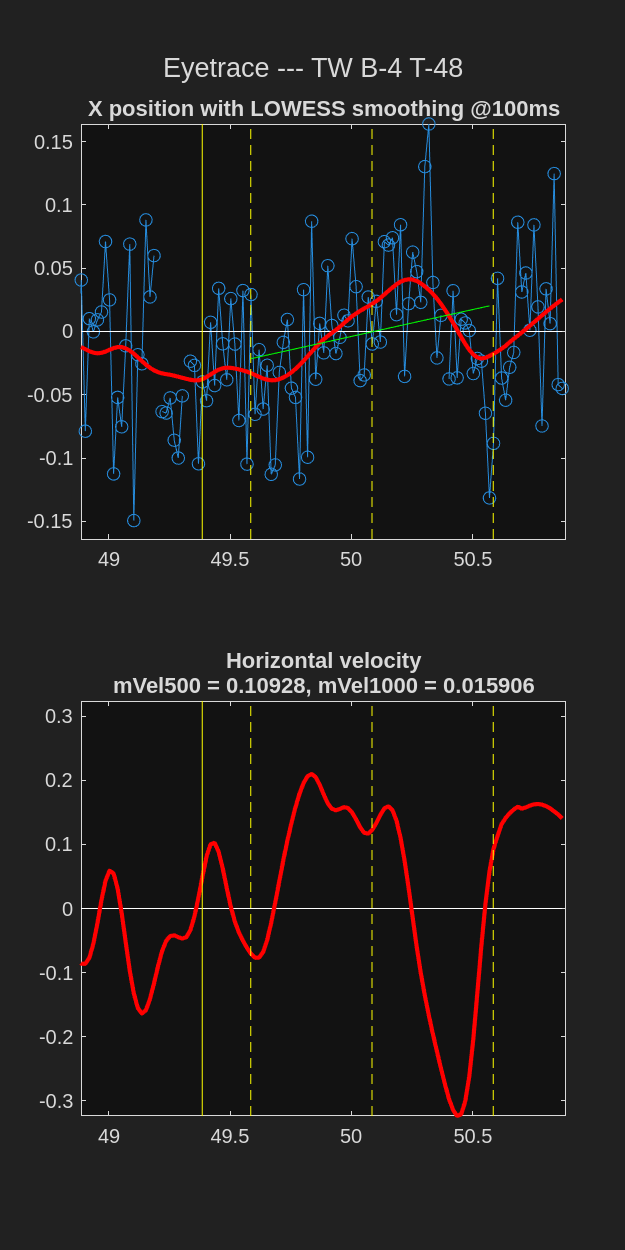 Eyetrace --- TW B-4 T-48
X position with LOWESS smoothing @100ms
0.15
0.1
0.05
0
-0.05
-0.1
-0.15
49 49.5 50 50.5
Horizontal velocity
mVel500 = 0.10928, mVel1000 = 0.015906
0.3
0.2
0.1
0
-0.1
-0.2
-0.3
49 49.5 50 50.5